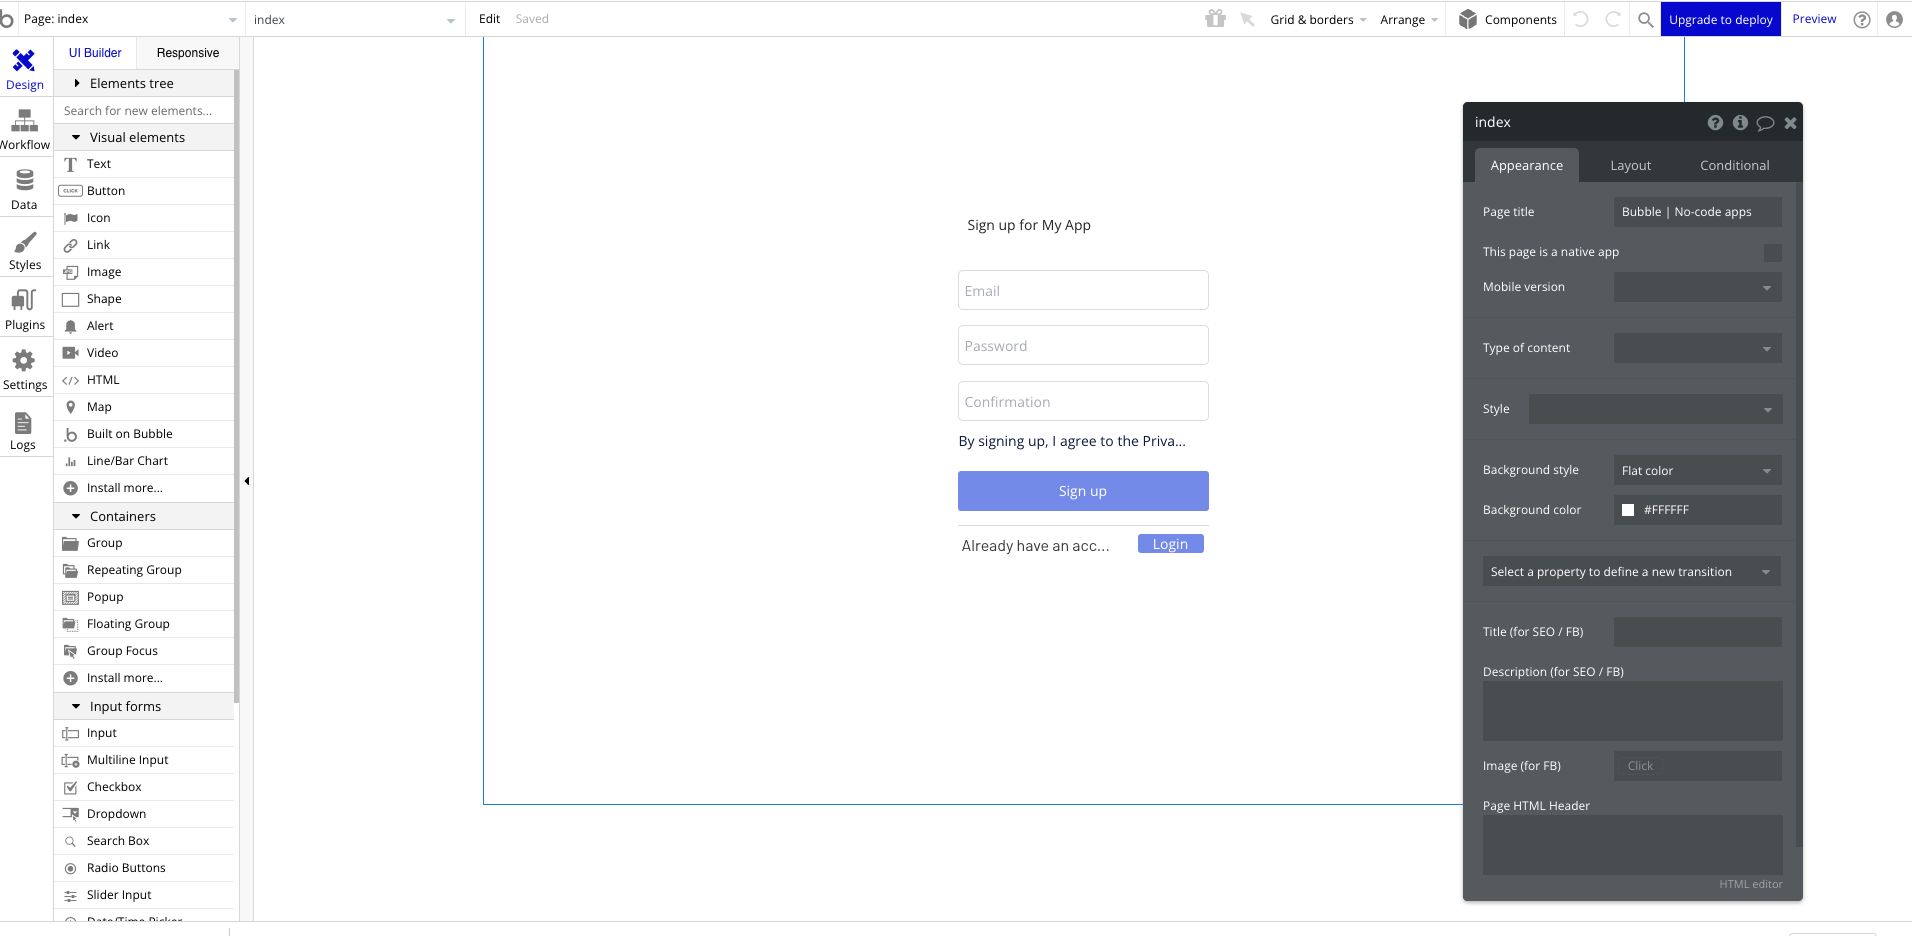 Page: index
index
Edit
Saved
Grid & borders
Arrange
Components
Upgrade to deploy
Preview
Design
Workflow
Data
Styles
Plugins
Settings
Logs
UI Builder
Responsive
Elements tree
Search for new elements...
Visual elements
Text
CLICK Button
Icon
Link
Image
Shape
Alert
Video
HTML
Map
Built on Bubble
Line/Bar Chart
Install more...
Containers
Group
Repeating Group
Popup
Floating Group
Group Focus
Install more...
Input forms
Input
Multiline Input
Checkbox
Dropdown
Search Box
Radio Buttons
Slider Input
Date/Time Picker
Sign up for My App
Email
Password
Confirmation
By signing up, I agree to the Priva...
Sign up
Already have an acc...
Login
index
Appearance
Layout
Conditional
Page title
Bubble | No-code apps
This page is a native app
Mobile version
Type of content
Style
Background style
Flat color
Background color
#FFFFFF
Select a property to define a new transition
Title (for SEO / FB)
Description (for SEO / FB)
Image (for FB)
Click
Page HTML Header
HTML editor